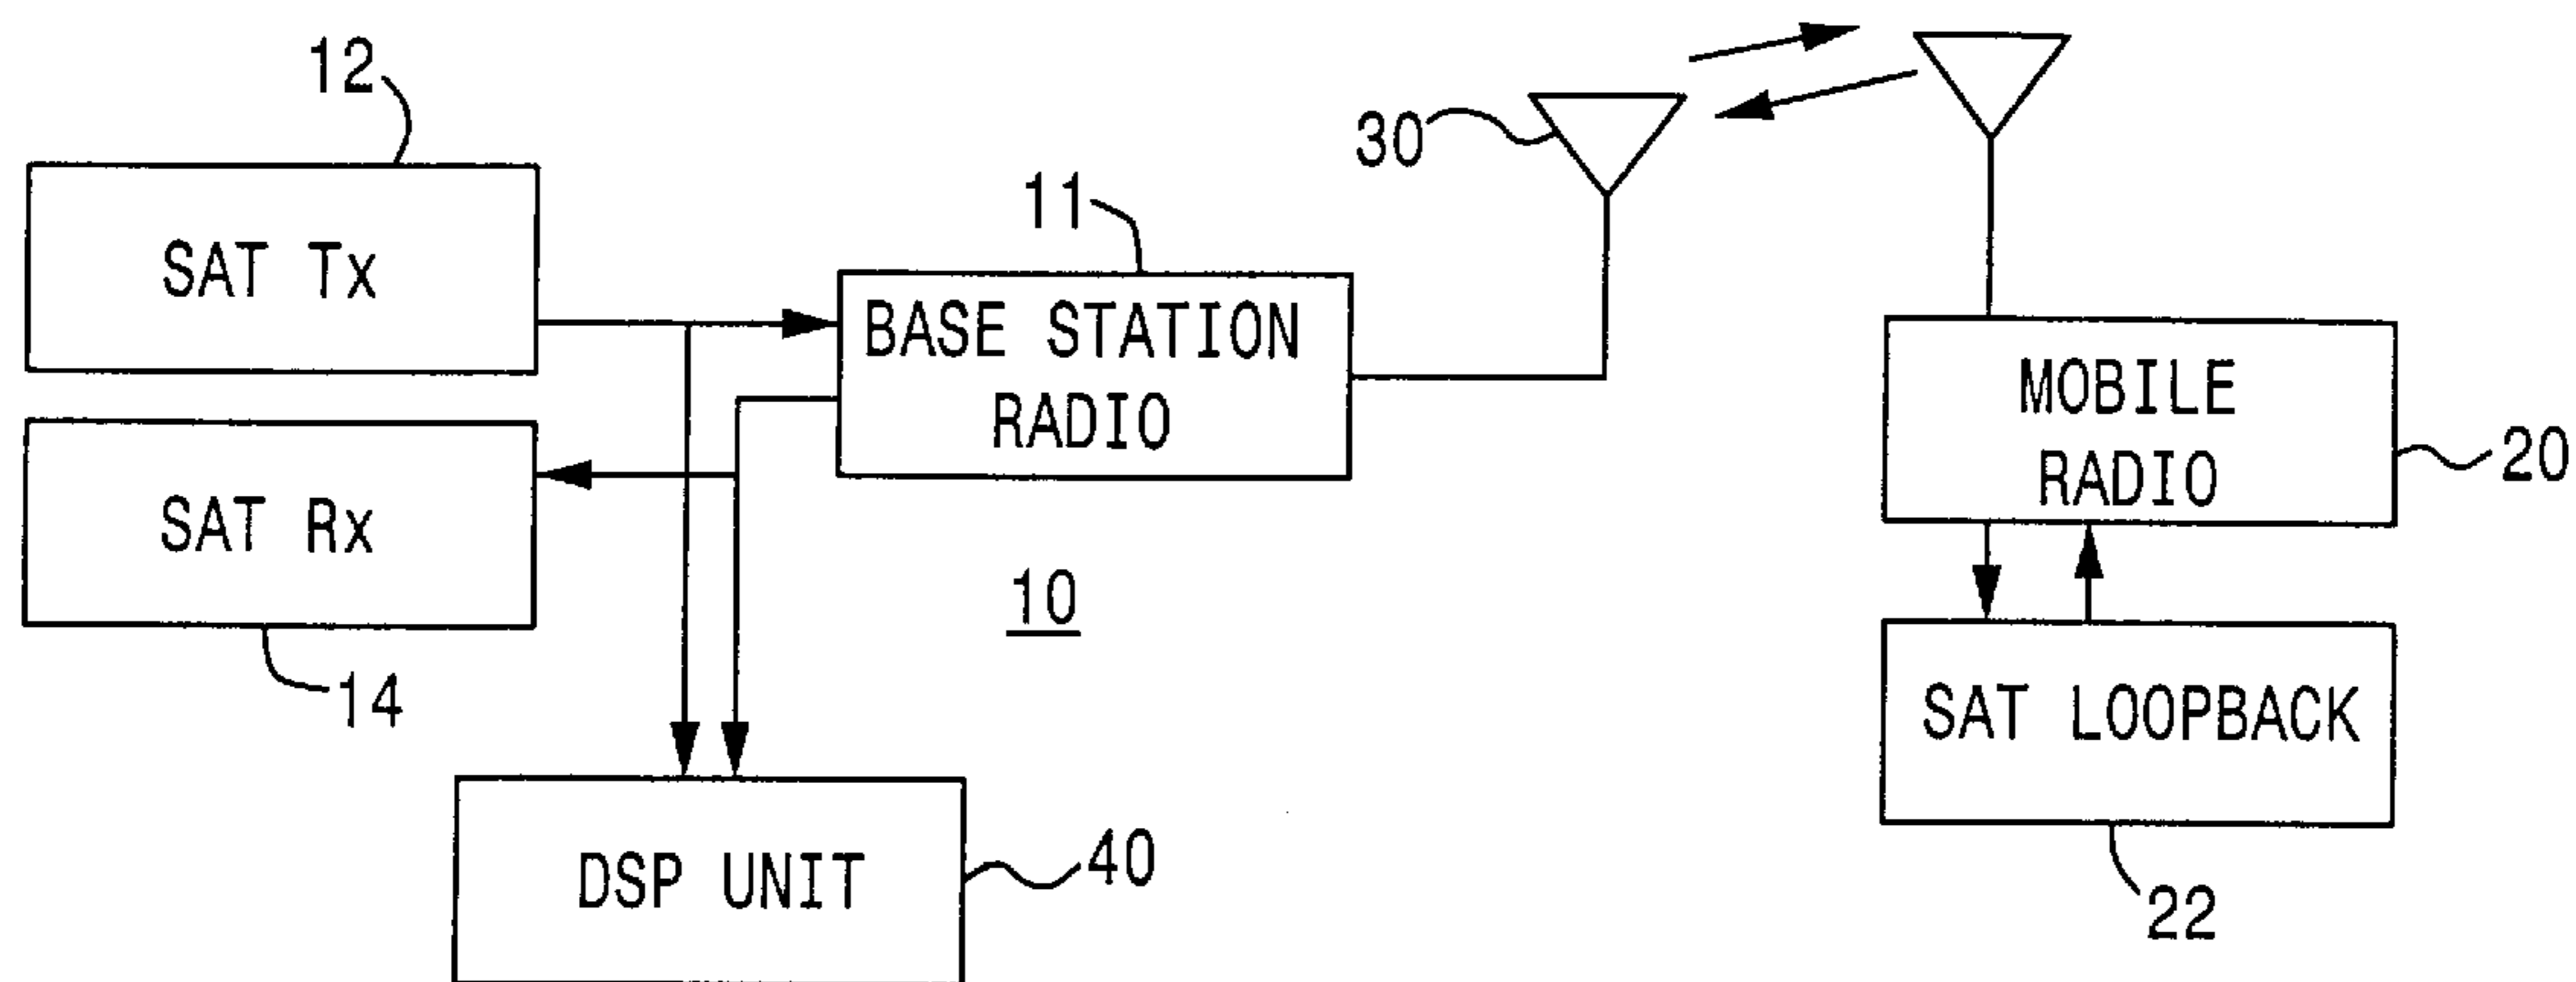 12
SAT Tx
11
BASE STATION
RADIO
30
MOBILE
RADIO
20
SAT Rx
14
10
SAT LOOPBACK
22
DSP UNIT
40